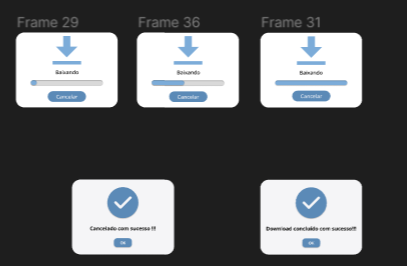 Frame 29
Frame 36
Frame 31
Baixando
Cancelar
Baixando
Cancelar
Baixando
Cancelar
Cancelado com sucesso !!!
OK
Download concluído com sucesso!!!
OK